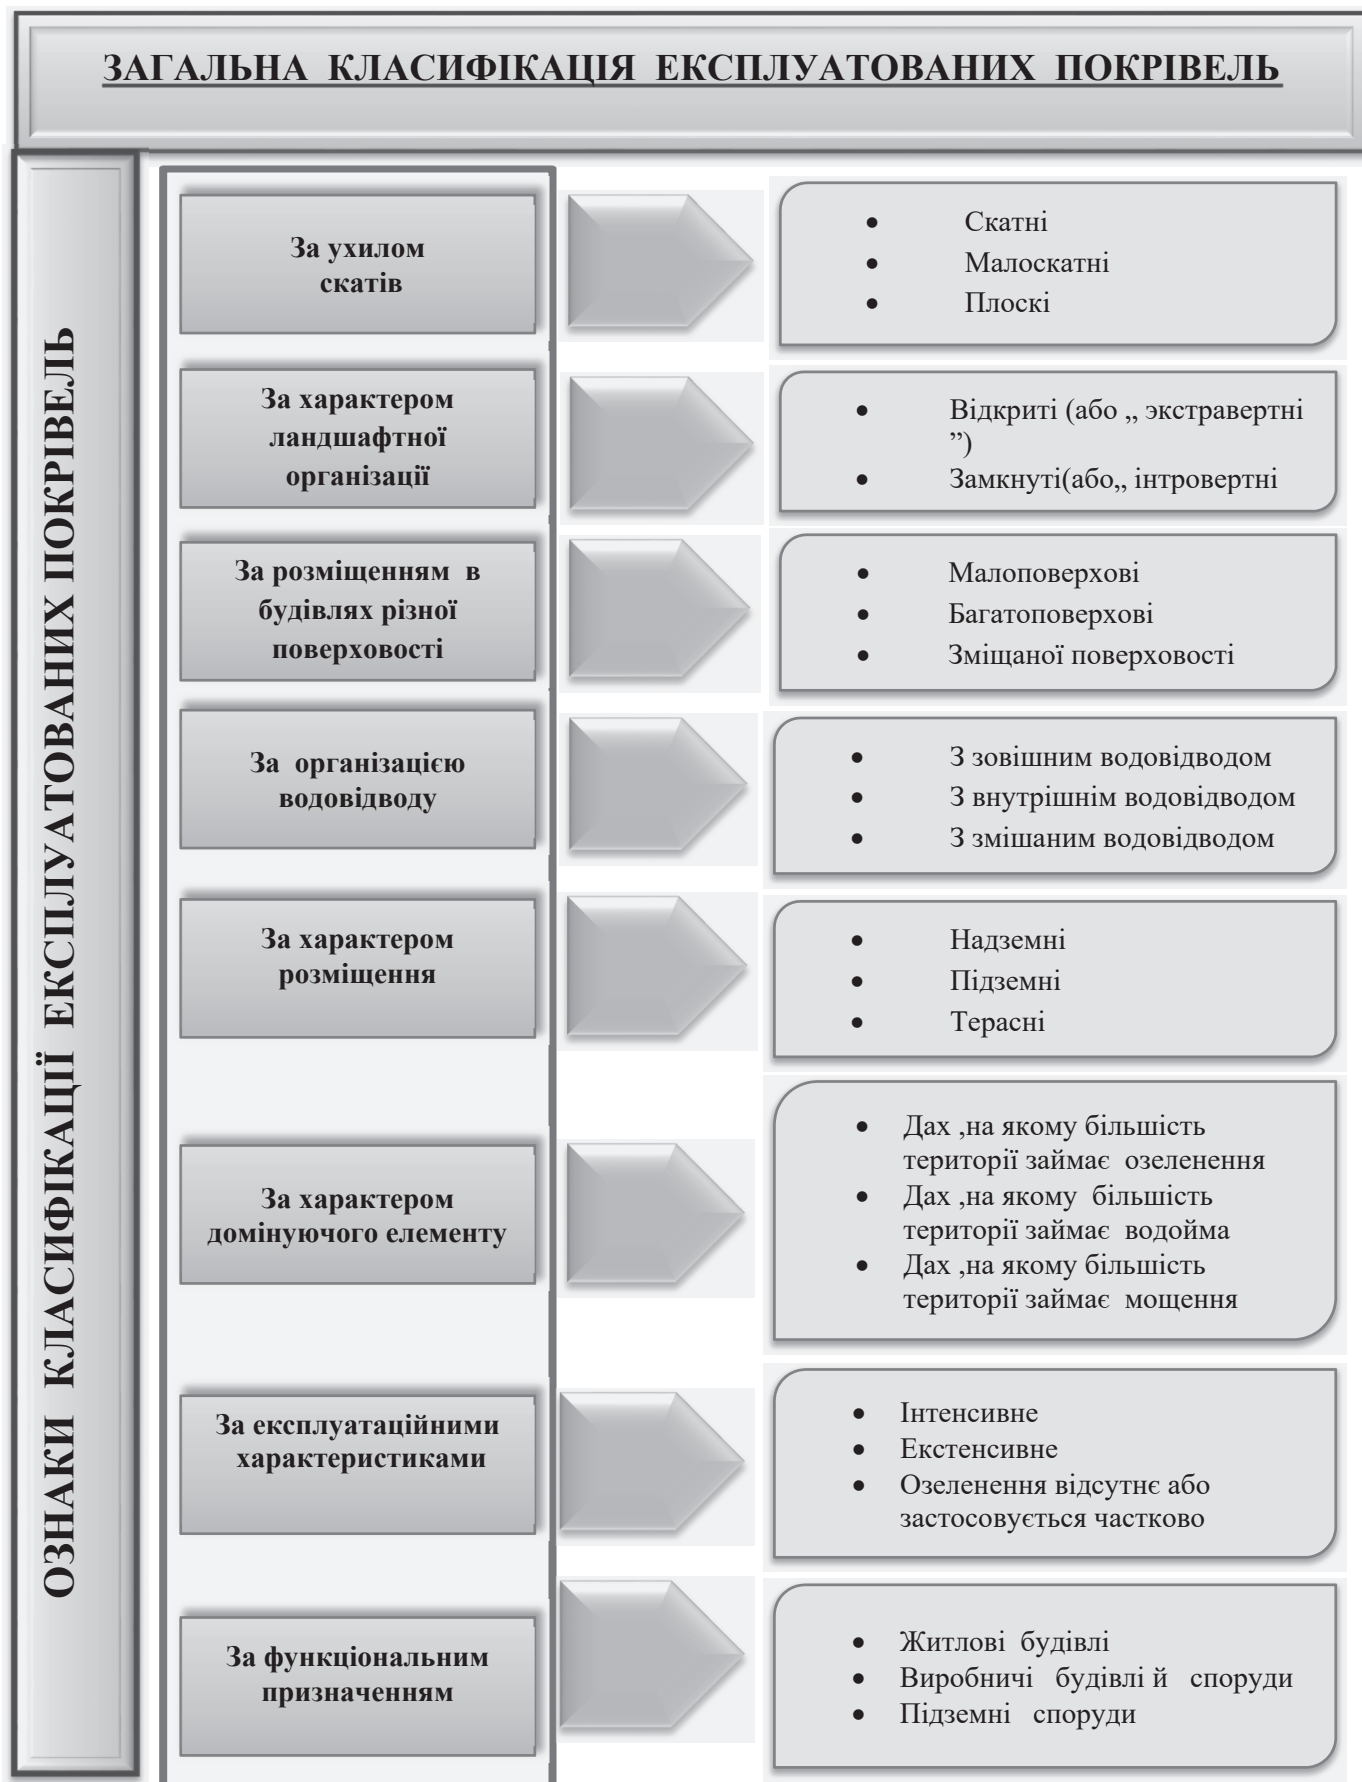 ЗАГАЛЬНА КЛАСИФІКАЦІЯ ЕКСПЛУАТОВАНИХ ПОКРІВЕЛЬ
ОЗНАКИ КЛАСИФІКАЦІЇ ЕКСПЛУАТОВАНИХ ПОКРІВЕЛЬ
За ухилом
скатів
• Скатні
• Малоскатні
• Плоскі
За характером
ландшафтної
організації
• Відкриті (або „ экстравертні
”)
• Замкнуті(або„ інтровертні
За розміщенням в
будівлях різної
поверховості
• Малоповерхові
• Багатоповерхові
• Зміщаної поверховості
За організацією
водовідводу
• З зовішним водовідводом
• З внутрішнім водовідводом
• З змішаним водовідводом
За характером
розміщення
• Надземні
• Підземні
• Терасні
За характером
домінуючого елементу
• Дах ,на якому більшість
території займає озеленення
• Дах ,на якому більшість
території займає водойма
• Дах ,на якому більшість
території займає мощення
За експлуатаційними
характеристиками
• Інтенсивне
• Екстенсивне
• Озеленення відсутнє або
застосовується частково
За функціональним
призначенням
• Житлові будівлі
• Виробничі будівлі й споруди
• Підземні споруди